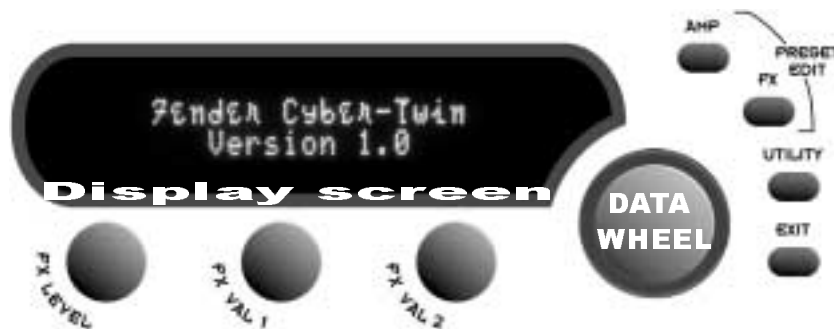 Fender Cyber-Twin
Version 1.0
Display screen
DATA
WHEEL
AMP
PRESET
EDIT
FX
UTILITY
EXIT
FX LEVEL
FX VAL 1
FX VAL 2